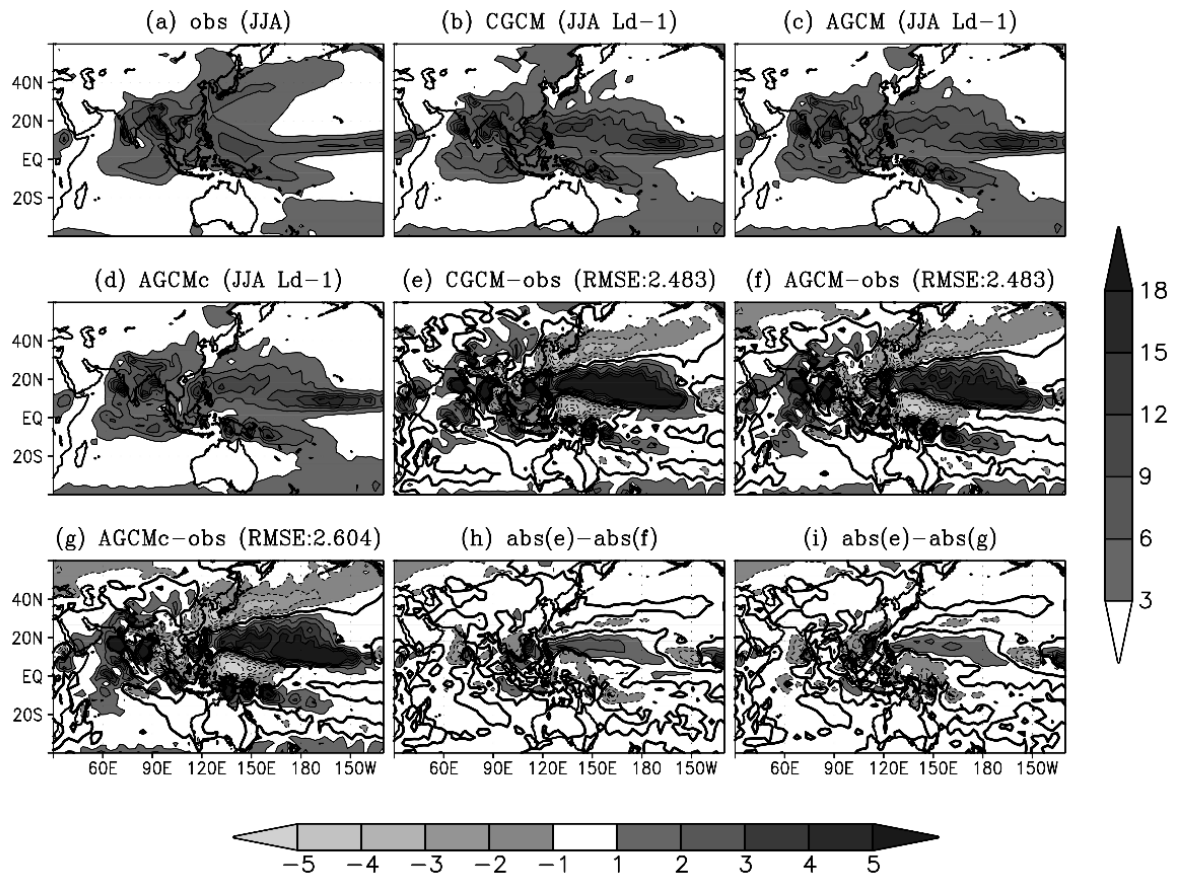 (a) obs (JJA) (b) CGCM (JJA Ld-1) (c) AGCM (JJA Ld-1)
40N
20N
EQ
20S
(d) AGCMc (JJA Ld-1) (e) CGCM-obs (RMSE:2.483) (f) AGCM-obs (RMSE:2.483)
40N
20N
EQ
20S
18
15
12
9
6
3
(g) AGCMc-obs (RMSE:2.604) (h) abs(e)-abs(f) (i) abs(e)-abs(g)
40N
20N
EQ
20S
60E 90E 120E 150E 180 150W 60E 90E 120E 150E 180 150W 60E 90E 120E 150E 180 150W
-5 -4 -3 -2 -1 1 2 3 4 5